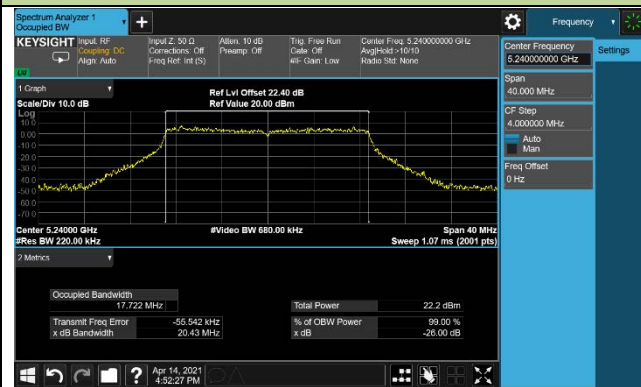 Spectrum Analyzer 1
Occupied BW
Frequency
KEYSIGHT
Input: RF
Coupling: DC
Align: Auto
Input Z: 50 Ω
Corrections: Off
Freq Ref: Int (S)
Atten: 10 dB
Preamp: Off
Trig: Free Run
Gate: Off
#IF Gain: Low
Center Freq: 5.240000000 GHz
Avg|Hold:>10/10
Radio Std: None
Center Frequency
5.240000000 GHz
Settings
Span
40.000 MHz
CF Step
4.000000 MHz
Auto
Man
Freq Offset
0 Hz
1 Graph
Scale/Div 10.0 dB
Ref Lvl Offset 22.40 dB
Ref Value 20.00 dBm
Log
10.0
0.00
-10.0
-20.0
-30.0
-40.0
-50.0
-60.0
-70.0
Center 5.24000 GHz
#Video BW 680.00 kHz
Span 40 MHz
#Res BW 220.00 kHz
Sweep 1.07 ms (2001 pts)
2 Metrics
Occupied Bandwidth
17.722 MHz
Total Power 22.2 dBm
Transmit Freq Error -55.542 kHz
% of OBW Power 99.00 %
x dB Bandwidth 20.43 MHz
x dB -26.00 dB
Apr 14, 2021
4:52:27 PM